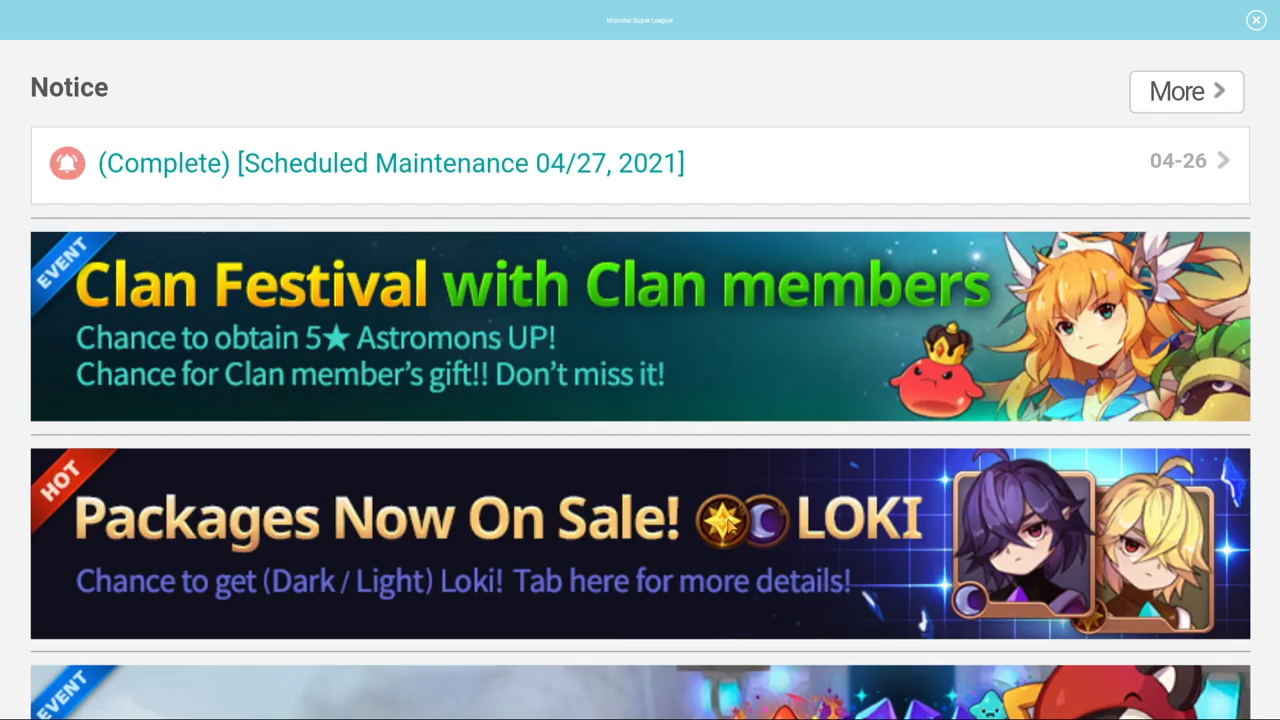 Monster Super League
Notice
More
(Complete) [Scheduled Maintenance 04/27, 2021]
04-26
EVENT
Clan Festival with Clan members
Chance to obtain 5★ Astromons UP!
Chance for Clan member's gift!! Don't miss it!
HOT
Packages Now On Sale! LOKI
Chance to get (Dark / Light) Loki! Tab here for more details!
EVENT